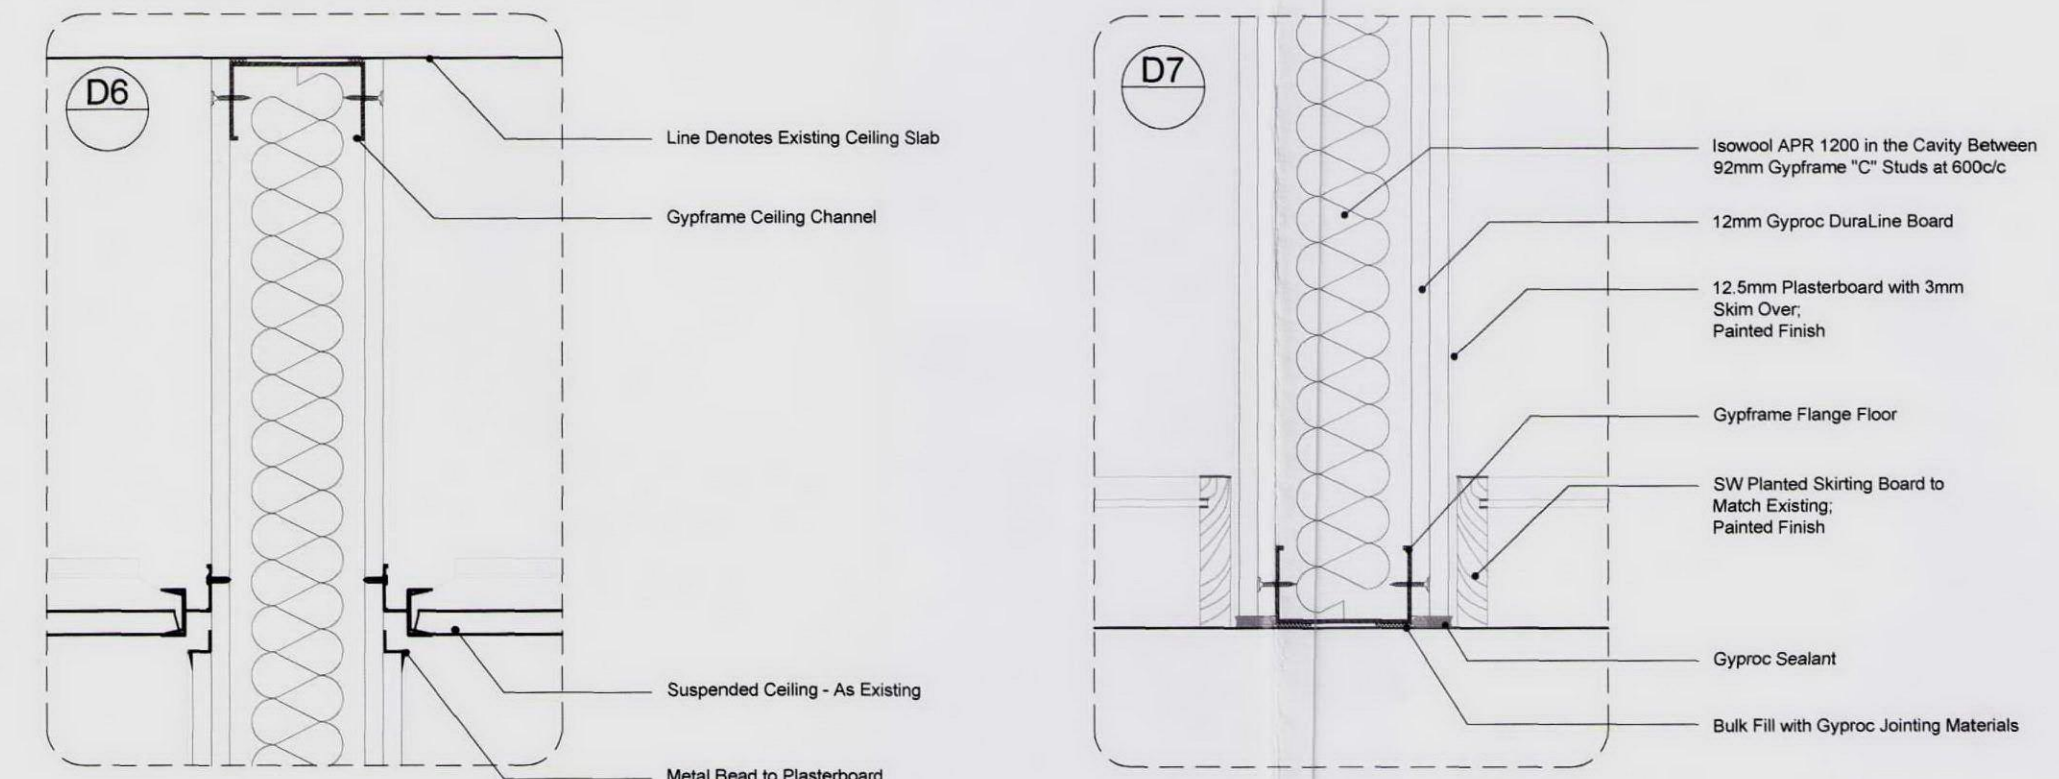 D6
Line Denotes Existing Ceiling Slab
Gypframe Ceiling Channel
Suspended Ceiling - As Existing
Metal Bead to Plasterboard
D7
Isowool APR 1200 in the Cavity Between
92mm Gypframe "C" Studs at 600c/c
12mm Gyproc DuraLine Board
12.5mm Plasterboard with 3mm
Skim Over;
Painted Finish
Gypframe Flange Floor
SW Planted Skirting Board to
Match Existing;
Painted Finish
Gyproc Sealant
Bulk Fill with Gyproc Jointing Materials